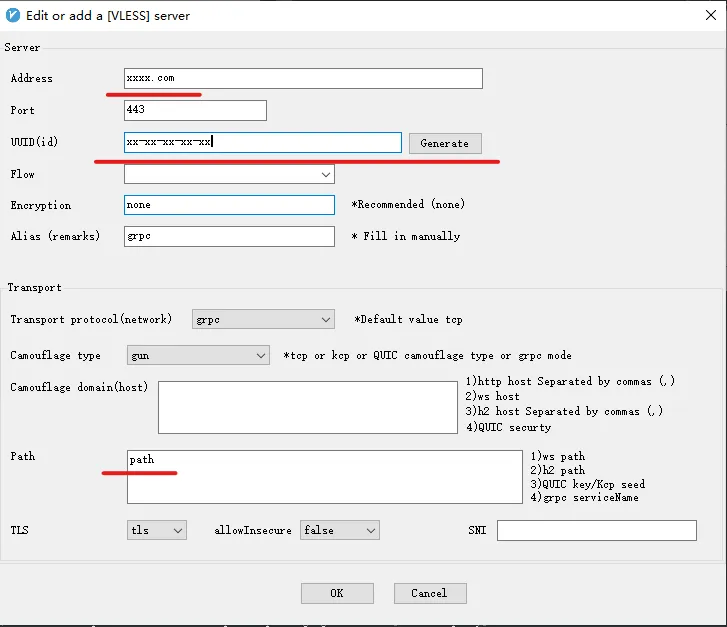 Edit or add a [VLESS] server
Server
Address xxxx.com
Port 443
UUID(id) xx-xx-xx-xx-xx Generate
Flow
Encryption none *Recommended (none)
Alias (remarks) grpc * Fill in manually
Transport
Transport protocol(network) grpc *Default value tcp
Camouflage type gun *tcp or kcp or QUIC camouflage type or grpc mode
Camouflage domain(host) 1)http host Separated by commas (,)
2)ws host
3)h2 host Separated by commas (,)
4)QUIC securty
Path path 1)ws path
2)h2 path
3)QUIC key/Kcp seed
4)grpc serviceName
TLS tls allowInsecure false SNI
OK Cancel